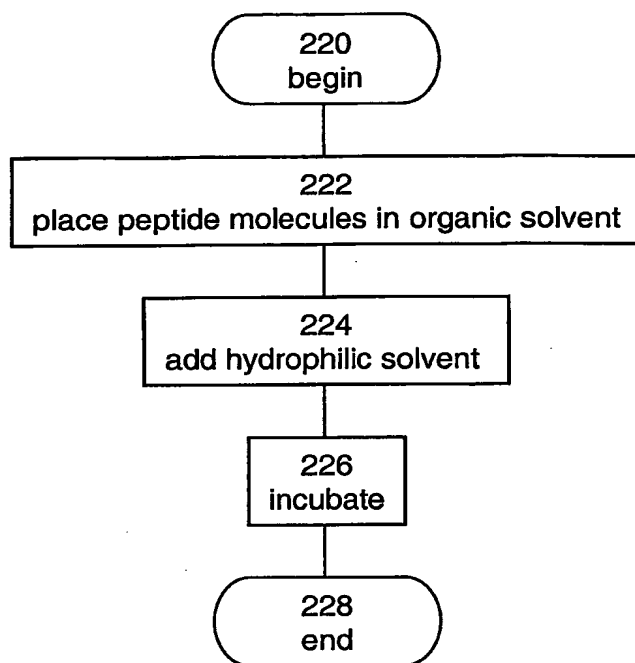 220
begin
222
place peptide molecules in organic solvent
224
add hydrophilic solvent
226
incubate
228
end